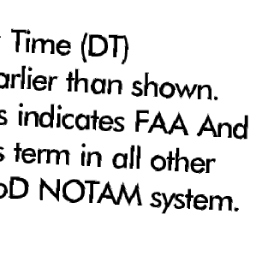 Time (DT)
arlier than shown.
s indicates FAA And
s term in all other
oD NOTAM system.